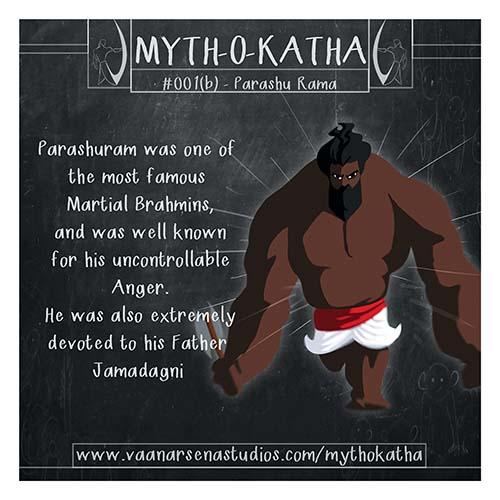 MYTH-O-KATHA
#001(b) - Parashu Rama
Parashuram was one of
the most famous
Martial Brahmins,
and was well known
for his uncontrollable
Anger.
He was also extremely
devoted to his Father
Jamadagni
www.vaanarsenastudios.com/mythokatha